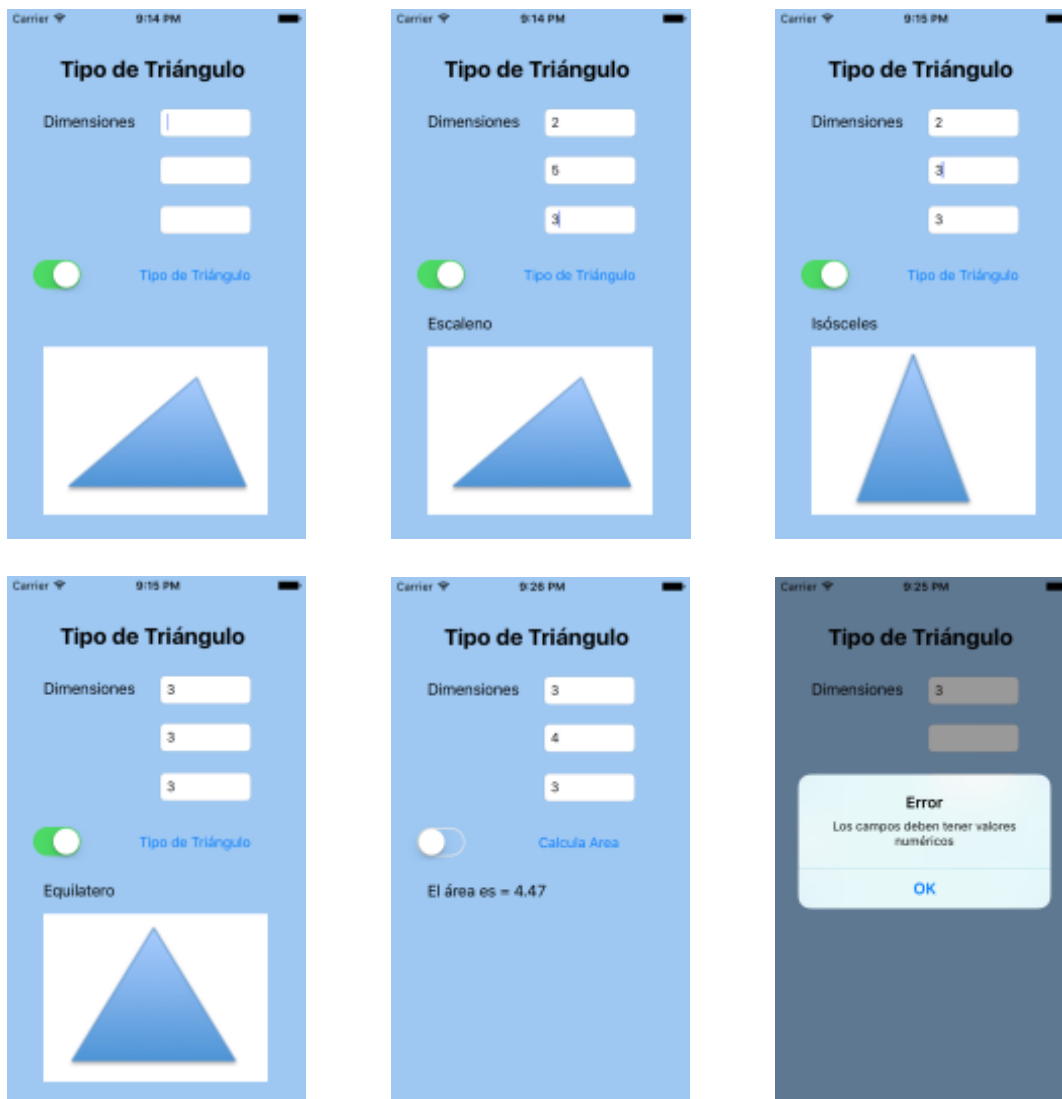 Carrier 9:14 PM
Tipo de Triángulo
Dimensiones
Tipo de Triángulo
Carrier 9:14 PM
Tipo de Triángulo
Dimensiones 2
5
3
Tipo de Triángulo
Escaleno
Carrier 9:15 PM
Tipo de Triángulo
Dimensiones 2
3
3
Tipo de Triángulo
Isósceles
Carrier 9:15 PM
Tipo de Triángulo
Dimensiones 3
3
3
Tipo de Triángulo
Equilatero
Carrier 9:26 PM
Tipo de Triángulo
Dimensiones 3
4
3
Calcula Area
El área es = 4.47
Carrier 9:25 PM
Tipo de Triángulo
Dimensiones 3
Error
Los campos deben tener valores
numéricos
OK